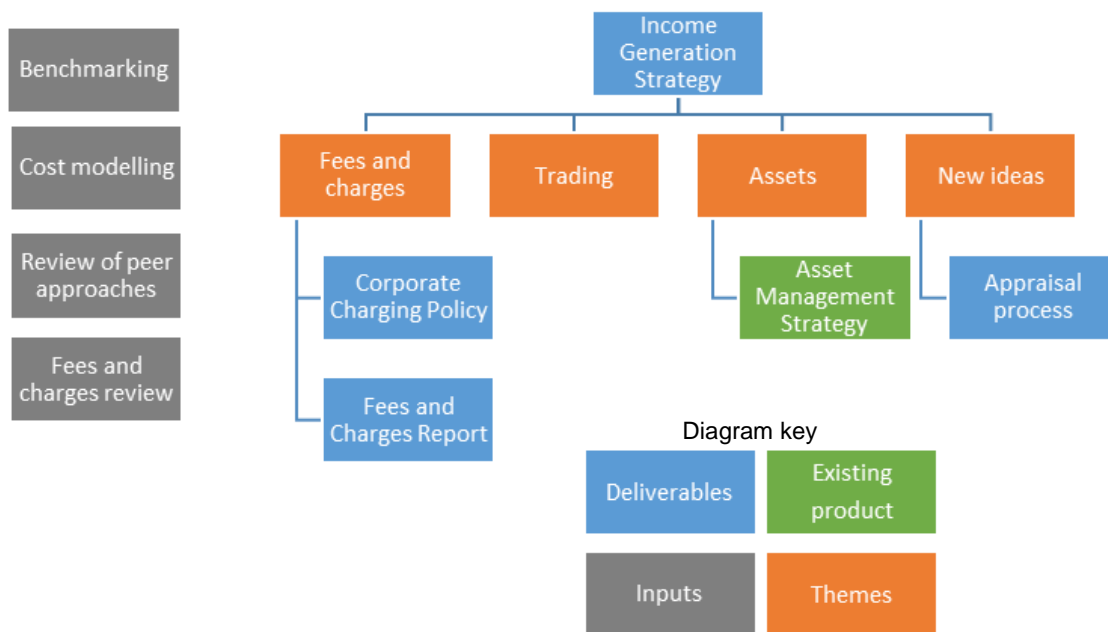 Benchmarking
Cost modelling
Review of peer
approaches
Fees and
charges review
Income
Generation
Strategy
Fees and
charges
Trading
Assets
New ideas
Corporate
Charging Policy
Asset
Management
Strategy
Appraisal
process
Fees and
Charges Report
Diagram key
Deliverables
Existing
product
Inputs
Themes